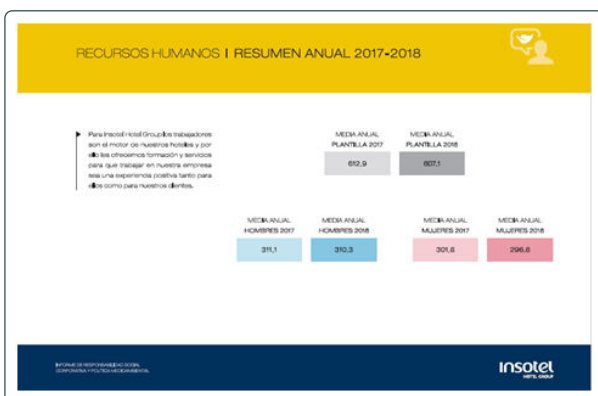 RECURSOS HUMANOS I RESUMEN ANUAL 2017-2018
Para Insotel Hotel Group los trabajadores
son el motor de nuestros hoteles y por
ello les ofrecemos formación y servicios
para que trabajar en nuestra empresa
sea una experiencia positiva tanto para
ellos como para nuestros clientes.
MEDIA ANUAL
PLANTILLA 2017
MEDIA ANUAL
PLANTILLA 2018
612,9
607,1
MEDIA ANUAL
HOMBRES 2017
MEDIA ANUAL
HOMBRES 2018
MEDIA ANUAL
MUJERES 2017
MEDIA ANUAL
MUJERES 2018
311,1
310,3
301,8
296,8
INFORME DE RESPONSABILIDAD SOCIAL
CORPORATIVA Y POLÍTICA MEDIOAMBIENTAL
insotel
HOTEL GROUP